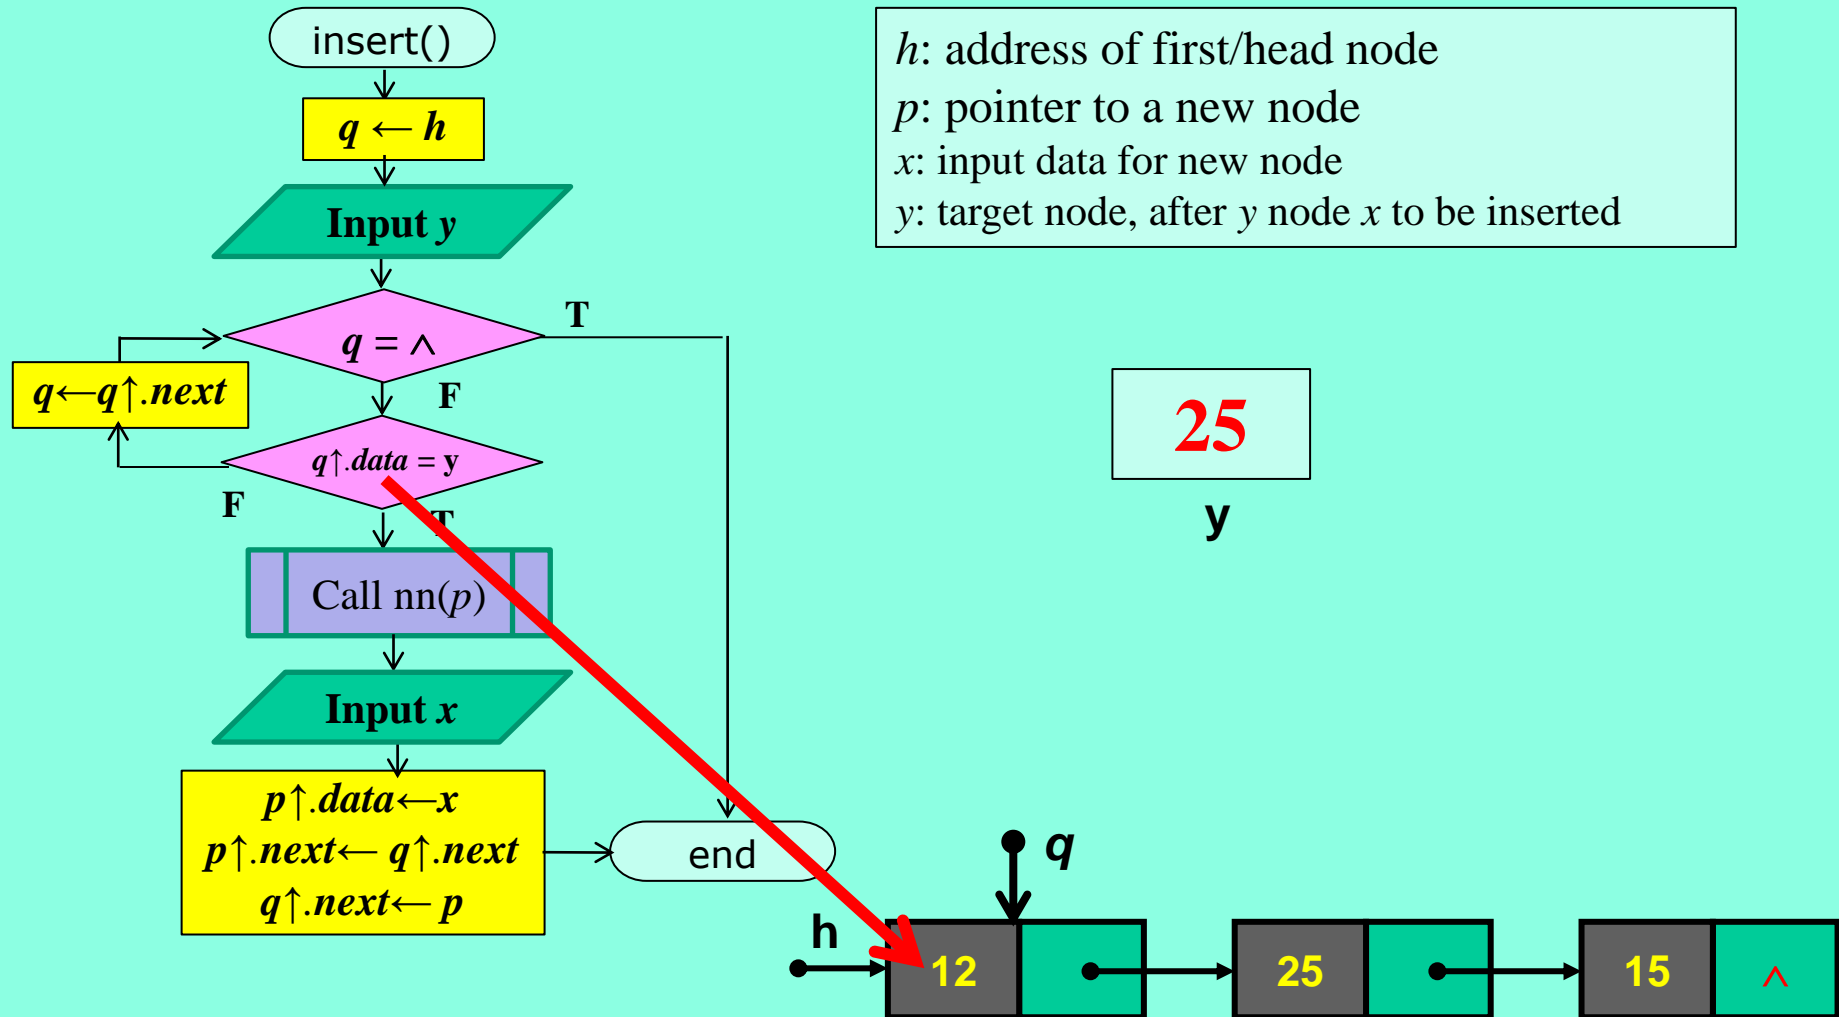 insert()
q ← h
Input y
q = ∧
T
F
q←q↑.next
q↑.data = y
F
T
Call nn(p)
Input x
p↑.data←x
p↑.next← q↑.next
q↑.next← p
end
h: address of first/head node
p: pointer to a new node
x: input data for new node
y: target node, after y node x to be inserted
25
y
q
h
12
25
15
∧